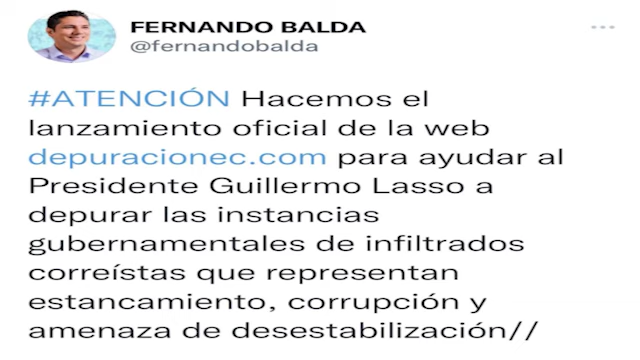 FERNANDO BALDA
@fernandobalda
#ATENCIÓN Hacemos el
lanzamiento oficial de la web
depuracionec.com para ayudar al
Presidente Guillermo Lasso a
depurar las instancias
gubernamentales de infiltrados
correístas que representan
estancamiento, corrupción y
amenaza de desestabilización//